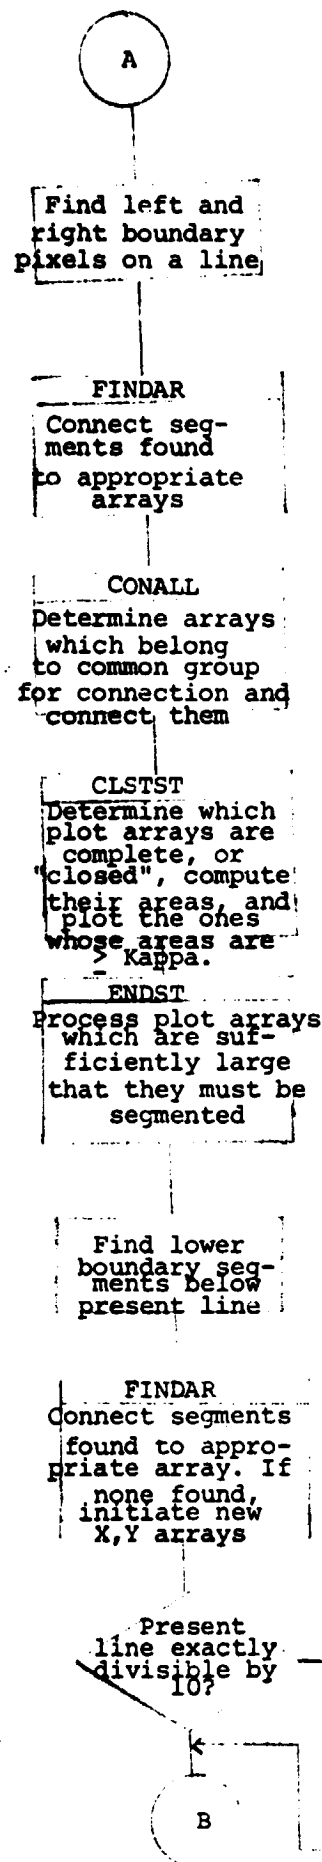 A
Find left and
right boundary
pixels on a line
FINDAR
Connect seg-
ments found
to appropriate
arrays
CONALL
Determine arrays
which belong
to common group
for connection and
connect them
CLSTST
Determine which
plot arrays are
complete, or
"closed", compute
their areas, and
plot the ones
whose areas are
≥ Kappa.
ENDST
Process plot arrays
which are suf-
ficiently large
that they must be
segmented
Find lower
boundary seg-
ments below
present line
FINDAR
Connect segments
found to appro-
priate array. If
none found,
initiate new
X,Y arrays
Present
line exactly
divisible by
10?
B